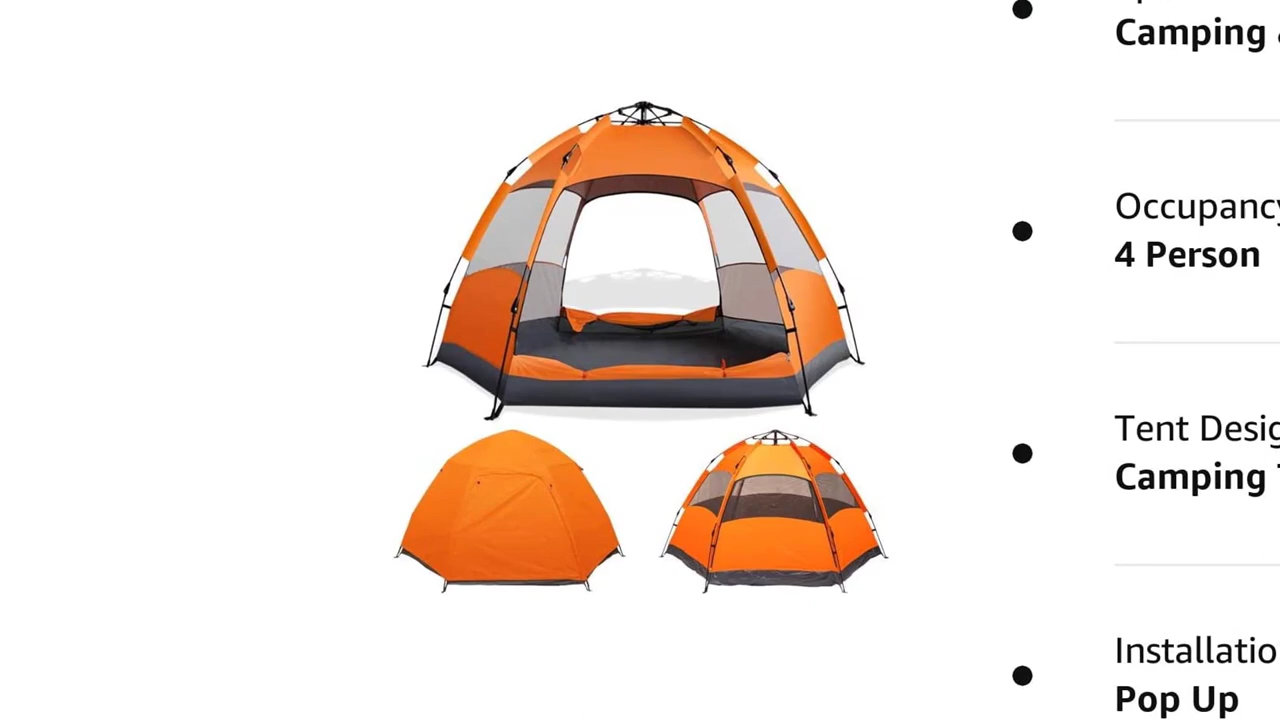 Camping
Occupancy
4 Person
Tent Desig
Camping
Installatio
Pop Up